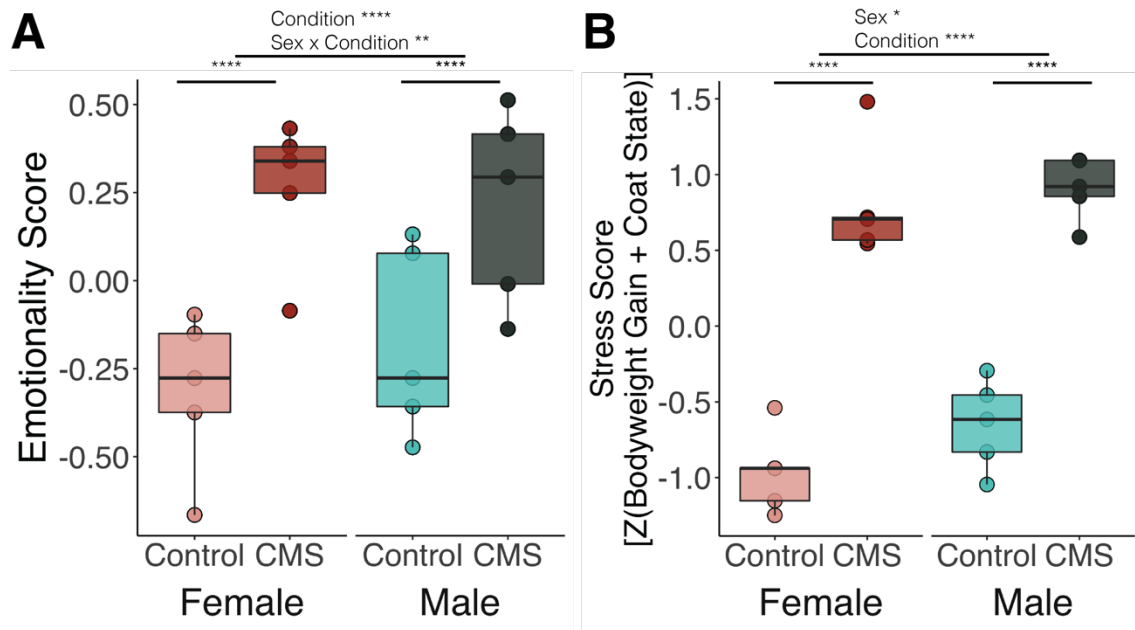 A
Condition ****
Sex x Condition **
****
****
Emotionality Score
0.50
0.25
0.00
-0.25
-0.50
Control CMS
Control CMS
Female
Male
B
Sex *
Condition ****
****
****
Stress Score
[Z(Bodyweight Gain + Coat State)]
1.5
1.0
0.5
0.0
-0.5
-1.0
Control CMS
Control CMS
Female
Male